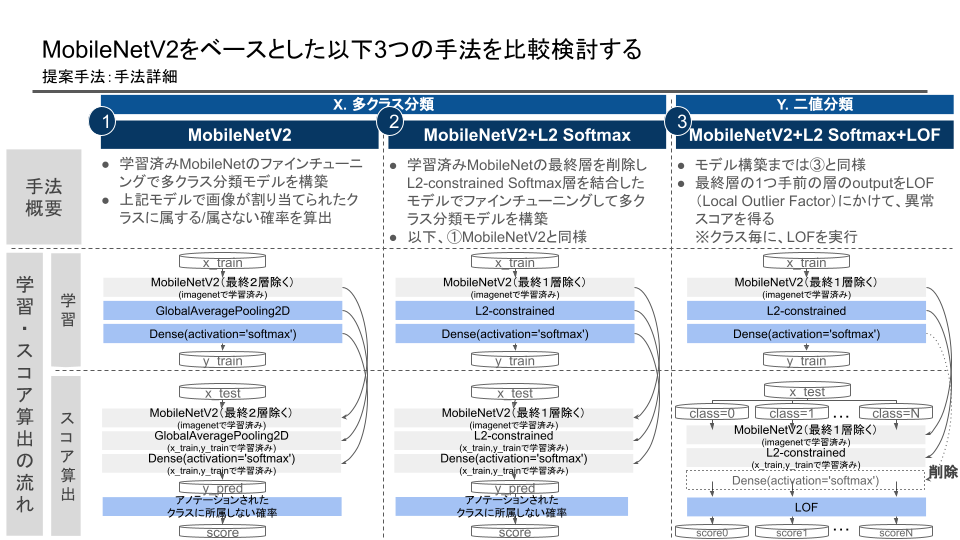 MobileNetV2をベースとした以下3つの手法を比較検討する
提案手法：手法詳細
X. 多クラス分類
Y. 二値分類
1
MobileNetV2
2
MobileNetV2+L2 Softmax
3
MobileNetV2+L2 Softmax+LOF
手法
概要
● 学習済みMobileNetのファインチューニ
ングで多クラス分類モデルを構築
● 上記モデルで画像が割り当てられたク
ラスに属する/属さない確率を算出
● 学習済みMobileNetの最終層を削除し
L2-constrained Softmax層を結合した
モデルでファインチューニングして多ク
ラス分類モデルを構築
● 以下、①MobileNetV2と同様
● モデル構築までは③と同様
● 最終層の1つ手前の層のoutputをLOF
（Local Outlier Factor）にかけて、異常
スコアを得る
※クラス毎に、LOFを実行
学習・スコア算出の流れ
学習
x_train
MobileNetV2（最終２層除く）
(imagenetで学習済み)
GlobalAveragePooling2D
Dense(activation='softmax')
y_train
x_train
MobileNetV2（最終１層除く）
(imagenetで学習済み)
L2-constrained
Dense(activation='softmax')
y_train
x_train
MobileNetV2（最終１層除く）
(imagenetで学習済み)
L2-constrained
Dense(activation='softmax')
y_train
スコア算出
x_test
MobileNetV2（最終２層除く）
(imagenetで学習済み)
GlobalAveragePooling2D
(x_train,y_trainで学習済み)
Dense(activation='softmax')
(x_train,y_trainで学習済み)
y_pred
アノテーションされた
クラスに所属しない確率
score
x_test
MobileNetV2（最終１層除く）
(imagenetで学習済み)
L2-constrained
(x_train,y_trainで学習済み)
Dense(activation='softmax')
(x_train,y_trainで学習済み)
y_pred
アノテーションされた
クラスに所属しない確率
score
x_test
class=0 class=1 ... class=N
MobileNetV2（最終１層除く）
(imagenetで学習済み)
L2-constrained
(x_train,y_trainで学習済み)
Dense(activation='softmax')
削除
LOF
score0 score1 ... scoreN